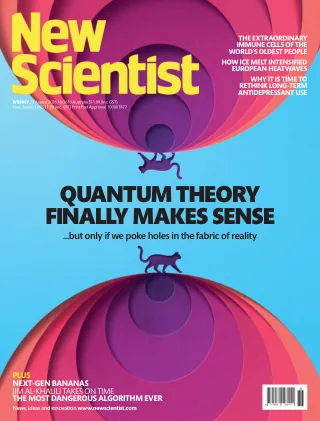 New
Scientist
THE EXTRAORDINARY
IMMUNE CELLS OF THE
WORLD'S OLDEST PEOPLE
HOW ICE MELT INTENSIFIED
EUROPEAN HEATWAVES
WHY IT IS TIME TO
RETHINK LONG-TERM
ANTIDEPRESSANT USE
WEEKLY
QUANTUM THEORY
FINALLY MAKES SENSE
...but only if we poke holes in the fabric of reality
PLUS
NEXT-GEN BANANAS
JIM AL-KHALILI TAKES ON TIME
THE MOST DANGEROUS ALGORITHM EVER
News, ideas and innovation www.newscientist.com